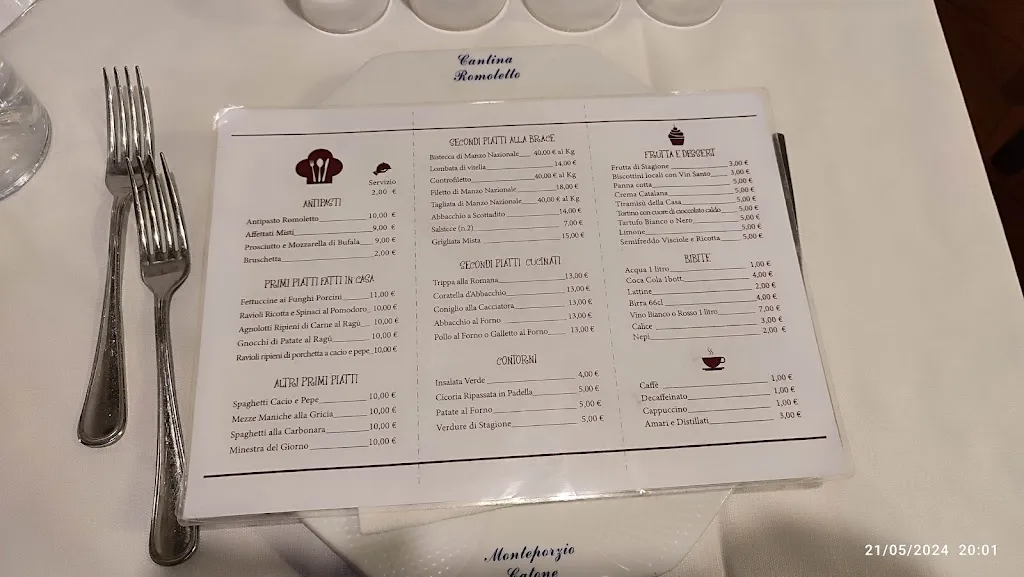 Cantina
Romoletto
Servizio
2,00 €
ANTIPASTI
Antipasto Romoletto 10,00 €
Affettati Misti 9,00 €
Prosciutto e Mozzarella di Bufala 9,00 €
Bruschetta 2,00 €
PRIMI PIATTI FATTI IN CASA
Fettuccine ai Funghi Porcini 11,00 €
Ravioli Ricotta e Spinaci al Pomodoro 10,00 €
Agnolotti Ripieni di Carne al Ragù 10,00 €
Gnocchi di Patate al Ragù 10,00 €
Ravioli ripieni di porchetta a cacio e pepe 10,00 €
ALTRI PRIMI PIATTI
Spaghetti Cacio e Pepe 10,00 €
Mezze Maniche alla Gricia 10,00 €
Spaghetti alla Carbonara 10,00 €
Minestra del Giorno 10,00 €
SECONDI PIATTI ALLA BRACE
Bistecca di Manzo Nazionale 40,00 € al Kg
Lombata di vitella 14,00 €
Controfiletto 40,00 € al Kg
Filetto di Manzo Nazionale 18,00 €
Tagliata di Manzo Nazionale 40,00 € al Kg
Abbacchio a Scottadito 14,00 €
Salsicce (n.2) 7,00 €
Grigliata Mista 15,00 €
SECONDI PIATTI CUCINATI
Trippa alla Romana 13,00 €
Coratella d'Abbacchio 13,00 €
Coniglio alla Cacciatora 13,00 €
Abbacchio al Forno 13,00 €
Pollo al Forno o Galletto al Forno 13,00 €
CONTORNI
Insalata Verde 4,00 €
Cicoria Ripassata in Padella 5,00 €
Patate al Forno 5,00 €
Verdure di Stagione 5,00 €
FRUTTA E DESSERT
Frutta di Stagione 3,00 €
Biscottini locali con Vin Santo 3,00 €
Panna cotta 5,00 €
Crema Catalana 5,00 €
Tiramisù della Casa 5,00 €
Tortino con cuore di cioccolato caldo 5,00 €
Tartufo Bianco o Nero 5,00 €
Limone 5,00 €
Semifreddo Visciole e Ricotta 5,00 €
BIBITE
Acqua 1 litro 1,00 €
Coca Cola 1bott. 4,00 €
Lattine 2,00 €
Birra 66cl 4,00 €
Vino Bianco o Rosso 1 litro 7,00 €
Calice 3,00 €
Nepi 2,00 €
Caffè 1,00 €
Decaffeinato 1,00 €
Cappuccino 1,00 €
Amari e Distillati 3,00 €
Monteporzio
Catone
21/05/2024 20:01